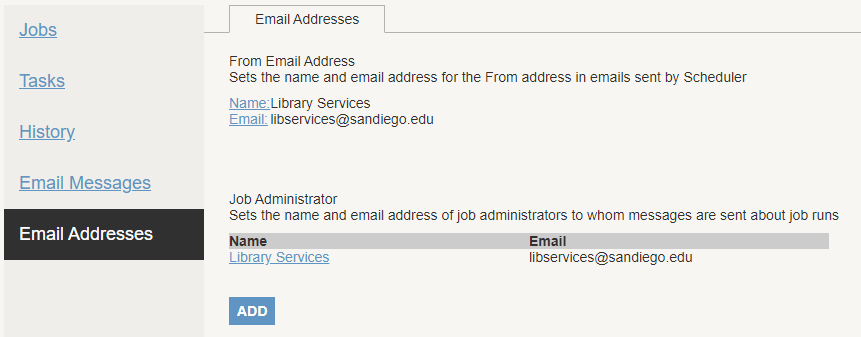 Jobs
Tasks
History
Email Messages
Email Addresses
Email Addresses
From Email Address
Sets the name and email address for the From address in emails sent by Scheduler
Name:Library Services
Email: libservices@sandiego.edu
Job Administrator
Sets the name and email address of job administrators to whom messages are sent about job runs
Name Email
Library Services libservices@sandiego.edu
ADD